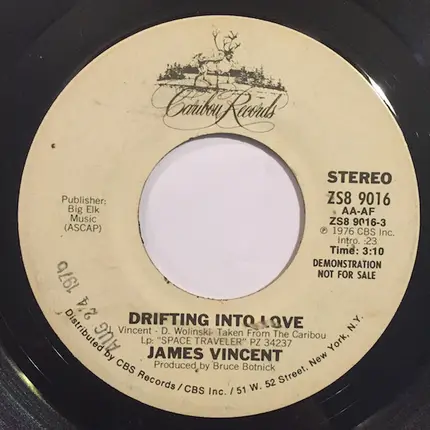 Caribou Records
STEREO
ZS8 9016
AA-AF
ZS8 9016-3
℗ 1976 CBS Inc.
Intro. :23
Time: 3:10
DEMONSTRATION
NOT FOR SALE
Publisher:
Big Elk
Music
(ASCAP)
AUG 24 1976
DRIFTING INTO LOVE
Vincent - D. Wolinski Taken From The Caribou
Lp: "SPACE TRAVELER" PZ 34237
JAMES VINCENT
Produced by Bruce Botnick
Distributed by CBS Records / CBS Inc. / 51 W. 52 Street, New York, N.Y.